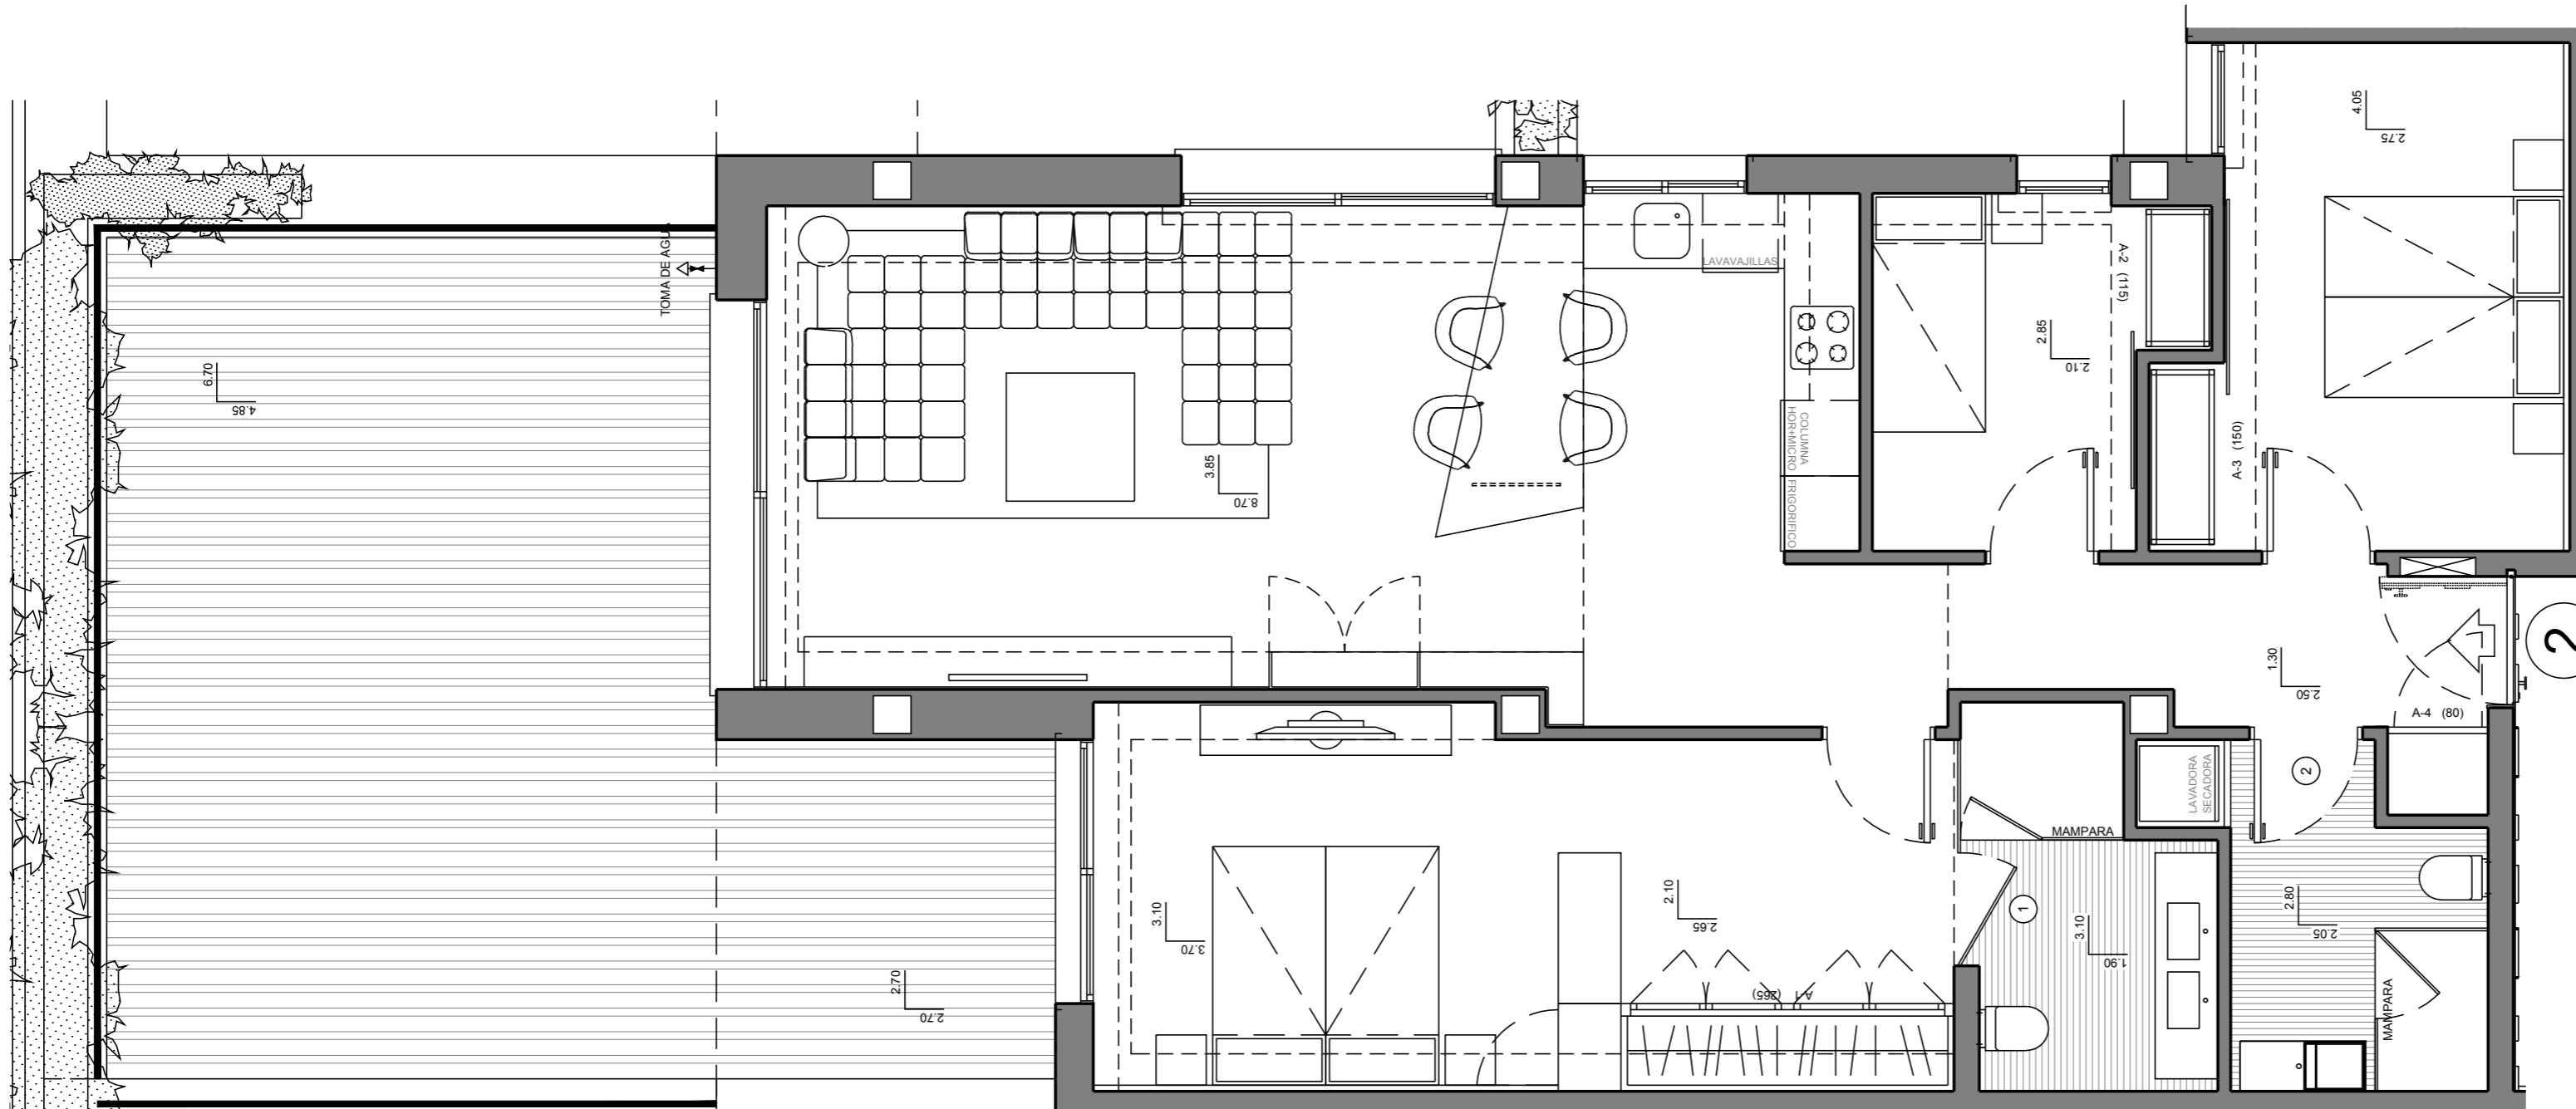 4.05
2.75
TOMA DE AGUA
LAVAVAJILLAS
A-2 (115)
6.70
4.85
2.85
2.10
COLUMNA
HOR+MICRO
FRIGORIFICO
A-3 (150)
3.85
8.70
2
1.30
2.50
A-4 (80)
2
LAVADORA
SECADORA
MAMPARA
3.10
3.70
2.10
2.65
1
3.10
1.90
2.80
2.05
2.70
2.70
A-1 (265)
MAMPARA